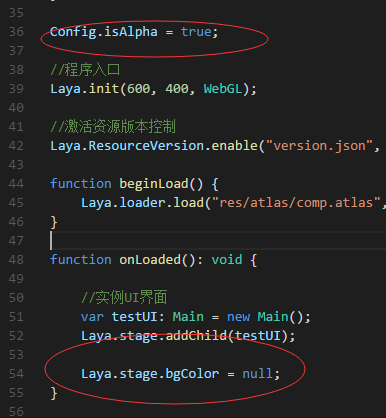 35
36 Config.isAlpha = true;
37
38 //程序入口
39 Laya.init(600, 400, WebGL);
40
41 //激活资源版本控制
42 Laya.ResourceVersion.enable("version.json",
43
44 function beginLoad() {
45 Laya.loader.load("res/atlas/comp.atlas",
46 }
47
48 function onLoaded(): void {
49
50 //实例UI界面
51 var testUI: Main = new Main();
52 Laya.stage.addChild(testUI);
53
54 Laya.stage.bgColor = null;
55 }
56